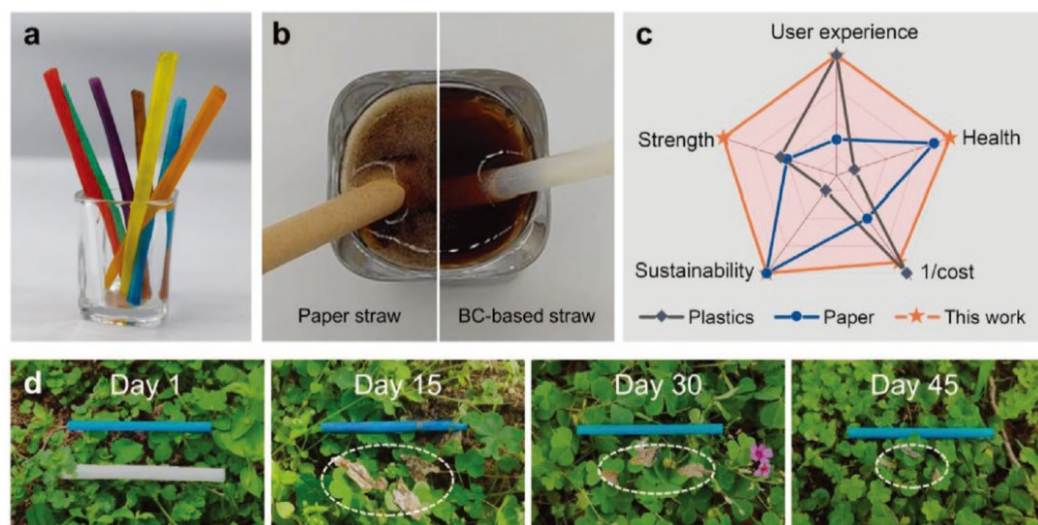 a
b
c
Paper straw
BC-based straw
User experience
Strength
Health
Sustainability
1/cost
Plastics
Paper
This work
d
Day 1
Day 15
Day 30
Day 45